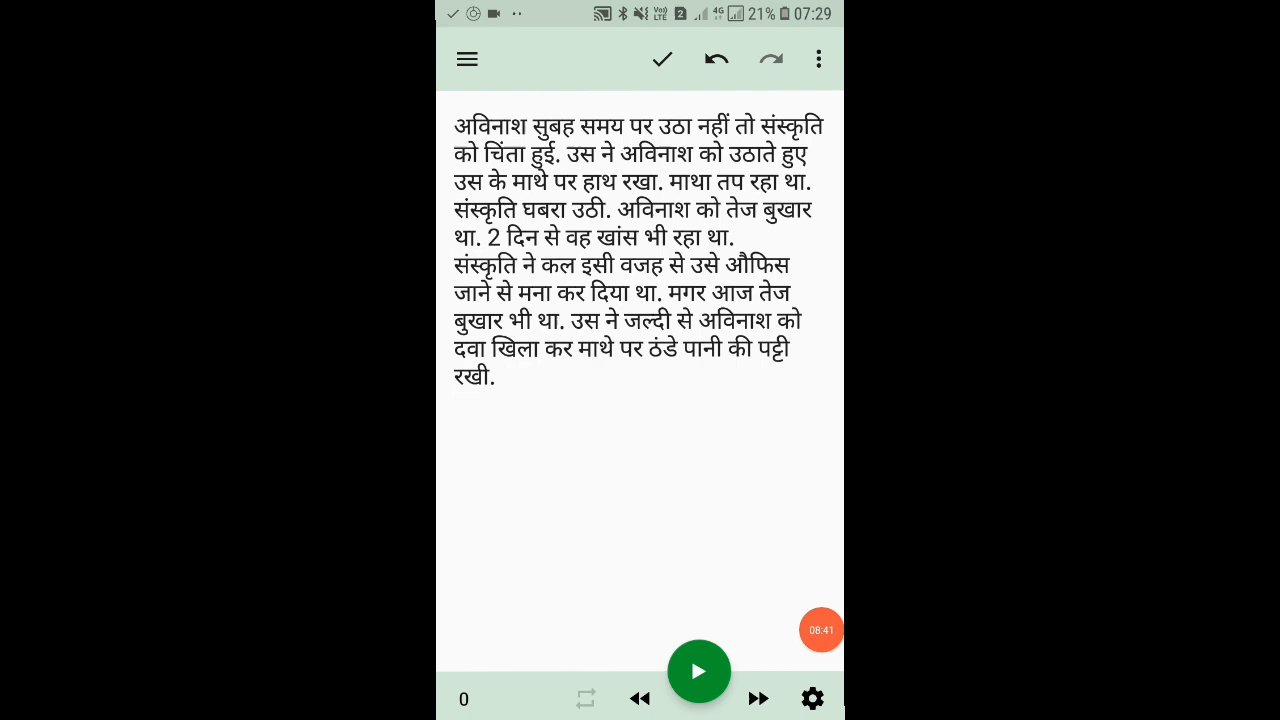 21% 07:29
अविनाश सुबह समय पर उठा नहीं तो संस्कृति
को चिंता हुई. उस ने अविनाश को उठाते हुए
उस के माथे पर हाथ रखा. माथा तप रहा था.
संस्कृति घबरा उठी. अविनाश को तेज बुखार
था. 2 दिन से वह खांस भी रहा था.
संस्कृति ने कल इसी वजह से उसे औफिस
जाने से मना कर दिया था. मगर आज तेज
बुखार भी था. उस ने जल्दी से अविनाश को
दवा खिला कर माथे पर ठंडे पानी की पट्टी
रखी.
08:41
0